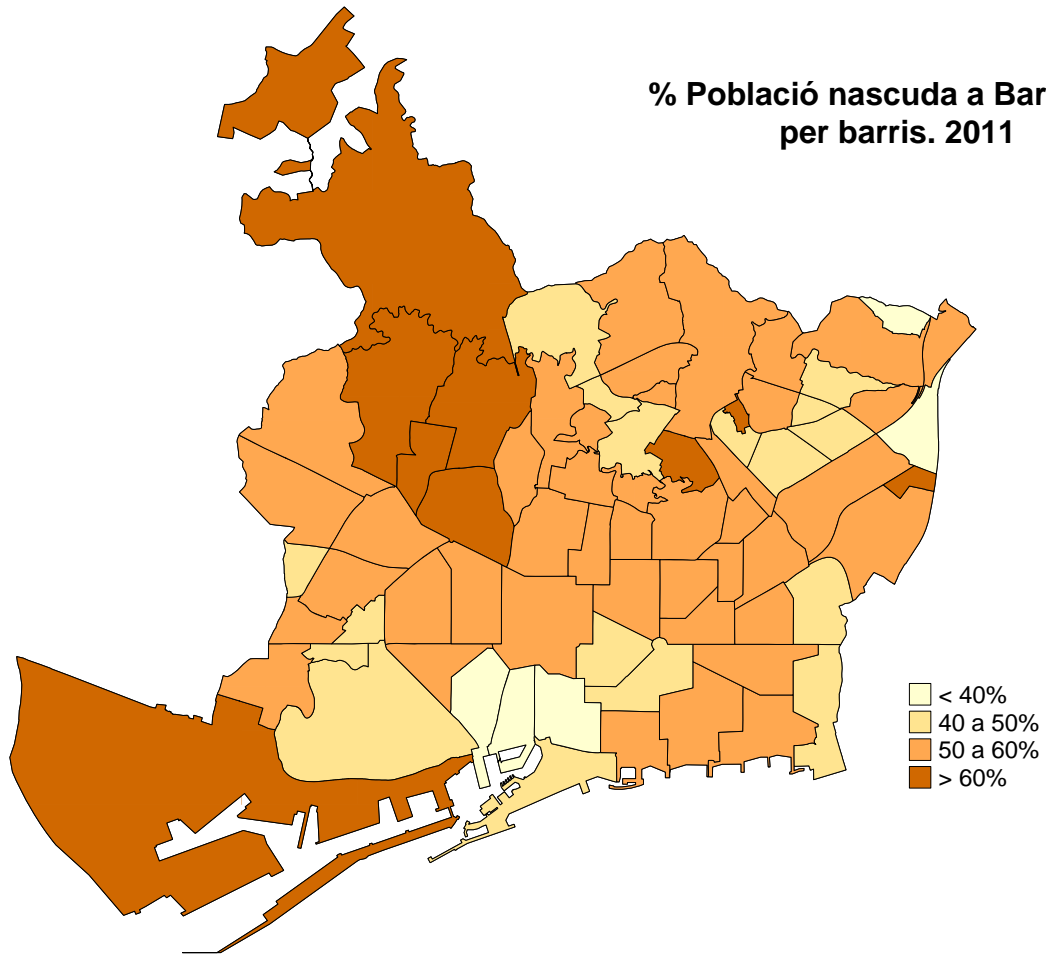 % Població nascuda a Bar
per barris. 2011
< 40%
40 a 50%
50 a 60%
> 60%